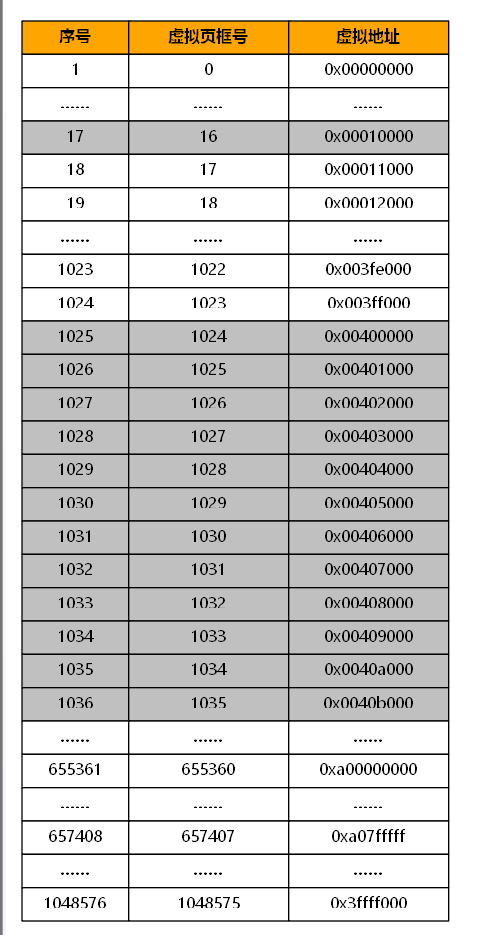 序号 虚拟页框号 虚拟地址
1 0 0x00000000
...... ...... ......
17 16 0x00010000
18 17 0x00011000
19 18 0x00012000
...... ...... ......
1023 1022 0x003fe000
1024 1023 0x003ff000
1025 1024 0x00400000
1026 1025 0x00401000
1027 1026 0x00402000
1028 1027 0x00403000
1029 1028 0x00404000
1030 1029 0x00405000
1031 1030 0x00406000
1032 1031 0x00407000
1033 1032 0x00408000
1034 1033 0x00409000
1035 1034 0x0040a000
1036 1035 0x0040b000
...... ...... ......
655361 655360 0xa00000000
...... ...... ......
657408 657407 0xa07fffff
...... ...... ......
1048576 1048575 0x3ffff000